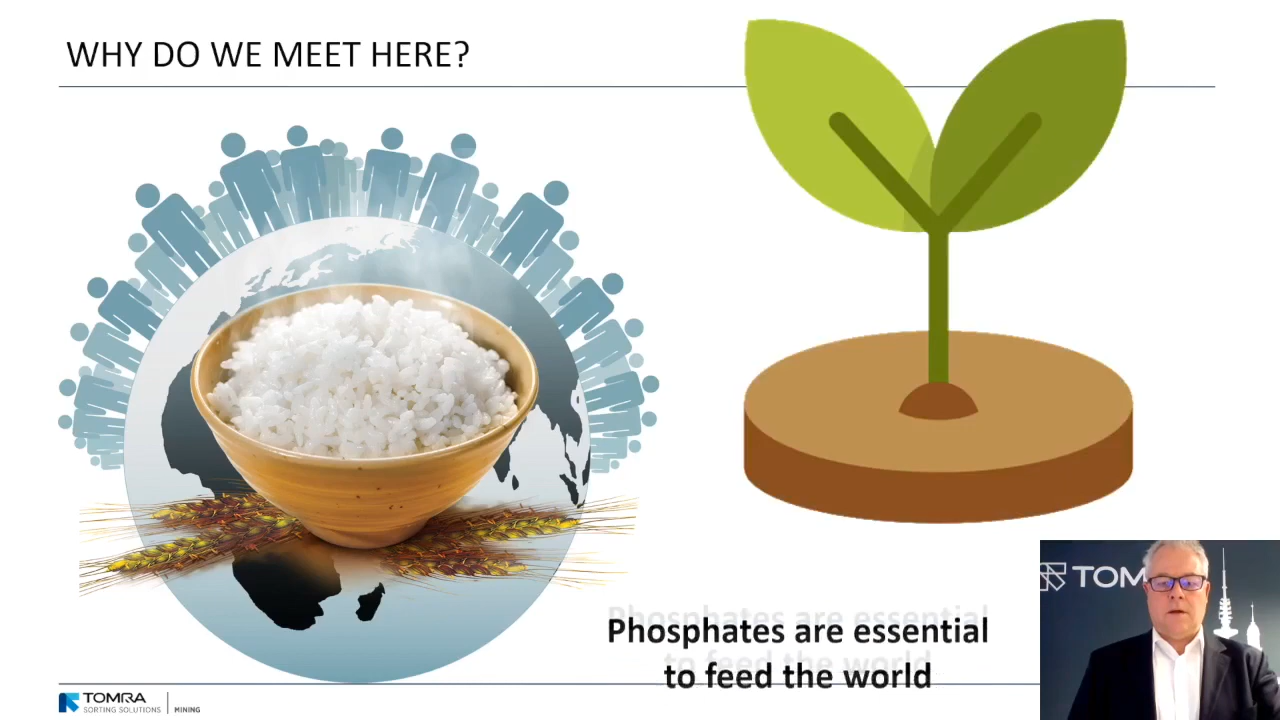 WHY DO WE MEET HERE?
Phosphates are essential
to feed the world
TOMRA
SORTING SOLUTIONS | MINING
TOM